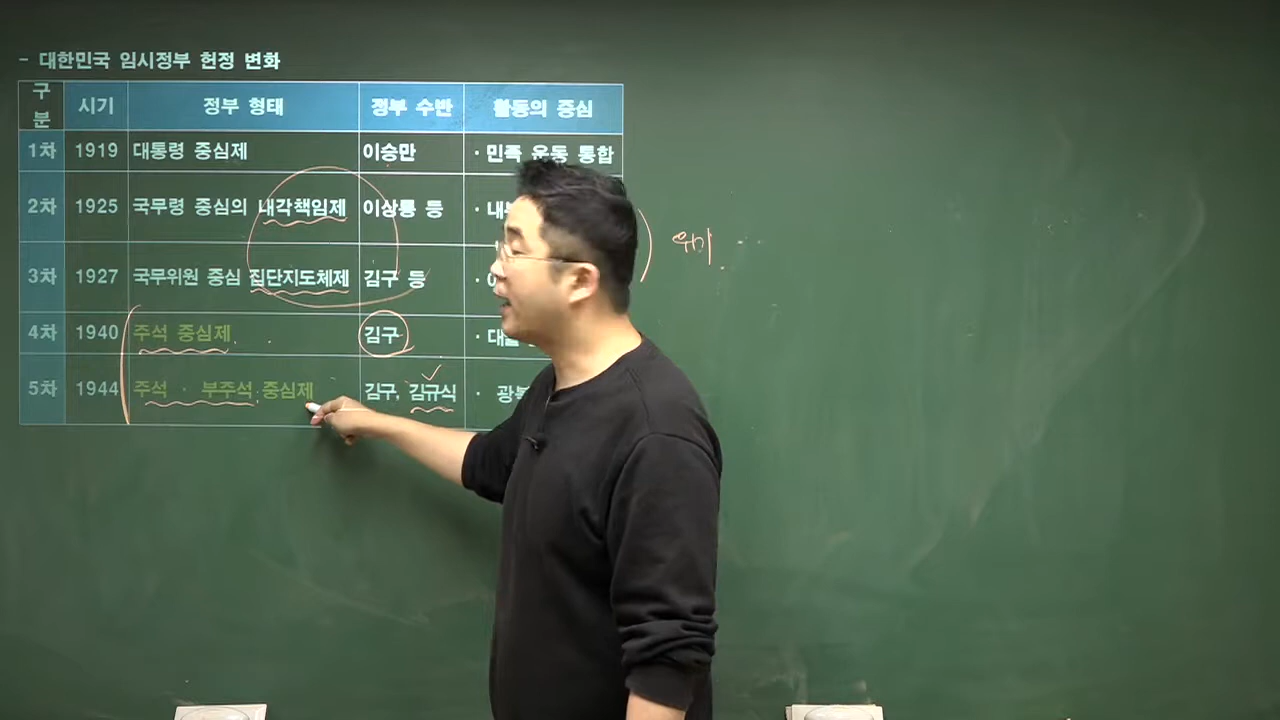 - 대한민국 임시정부 헌정 변화
구분 시기 정부 형태 정부 수반 활동의 중심
1차 1919 대통령 중심제 이승만 · 민족 운동 통합
2차 1925 국무령 중심의 내각책임제 이상룡 등
3차 1927 국무위원 중심 집단지도체제 김구 등
4차 1940 주석 중심제 김구
5차 1944 주석 · 부주석 중심제 김구, 김규식